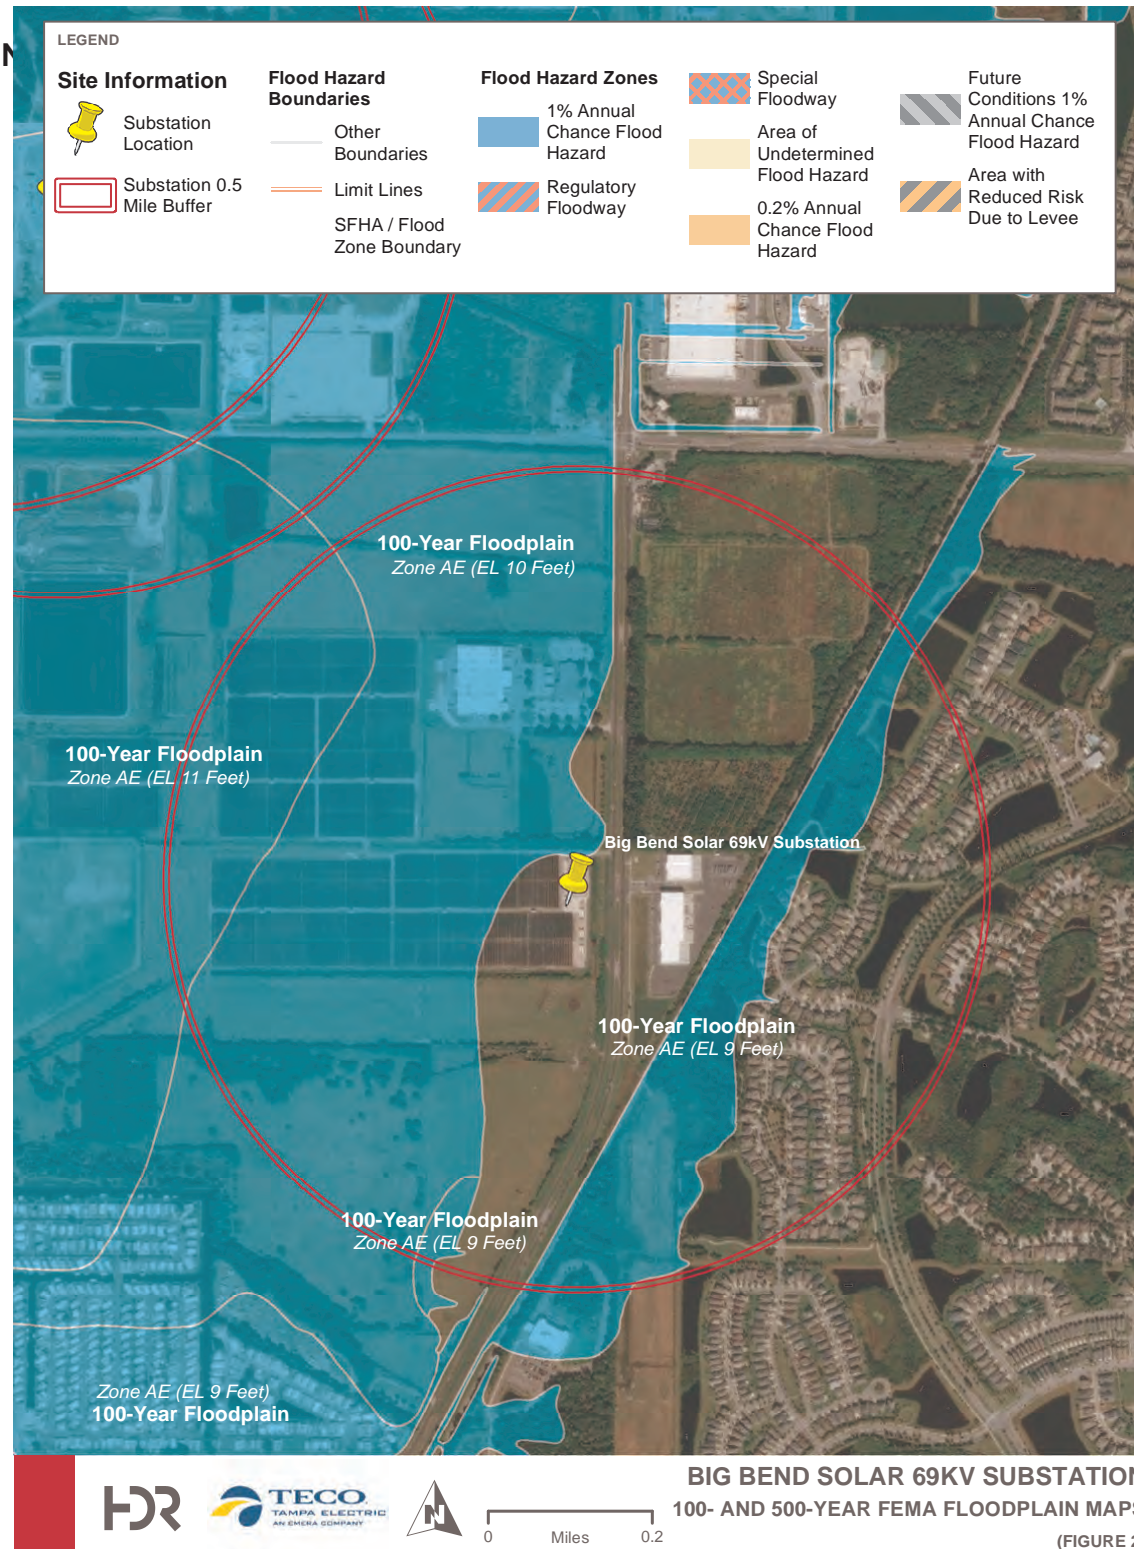 N
LEGEND
Site Information
Substation
Location
Substation 0.5
Mile Buffer
Flood Hazard
Boundaries
Other
Boundaries
Limit Lines
SFHA / Flood
Zone Boundary
Flood Hazard Zones
1% Annual
Chance Flood
Hazard
Regulatory
Floodway
Special
Floodway
Area of
Undetermined
Flood Hazard
0.2% Annual
Chance Flood
Hazard
Future
Conditions 1%
Annual Chance
Flood Hazard
Area with
Reduced Risk
Due to Levee
100-Year Floodplain
Zone AE (EL 10 Feet)
100-Year Floodplain
Zone AE (EL 11 Feet)
Big Bend Solar 69kV Substation
100-Year Floodplain
Zone AE (EL 9 Feet)
100-Year Floodplain
Zone AE (EL 9 Feet)
Zone AE (EL 9 Feet)
100-Year Floodplain
HDR
TECO
TAMPA ELECTRIC
AN EMERA COMPANY
N
0 Miles 0.2
BIG BEND SOLAR 69KV SUBSTATION
100- AND 500-YEAR FEMA FLOODPLAIN MAPS
(FIGURE 2